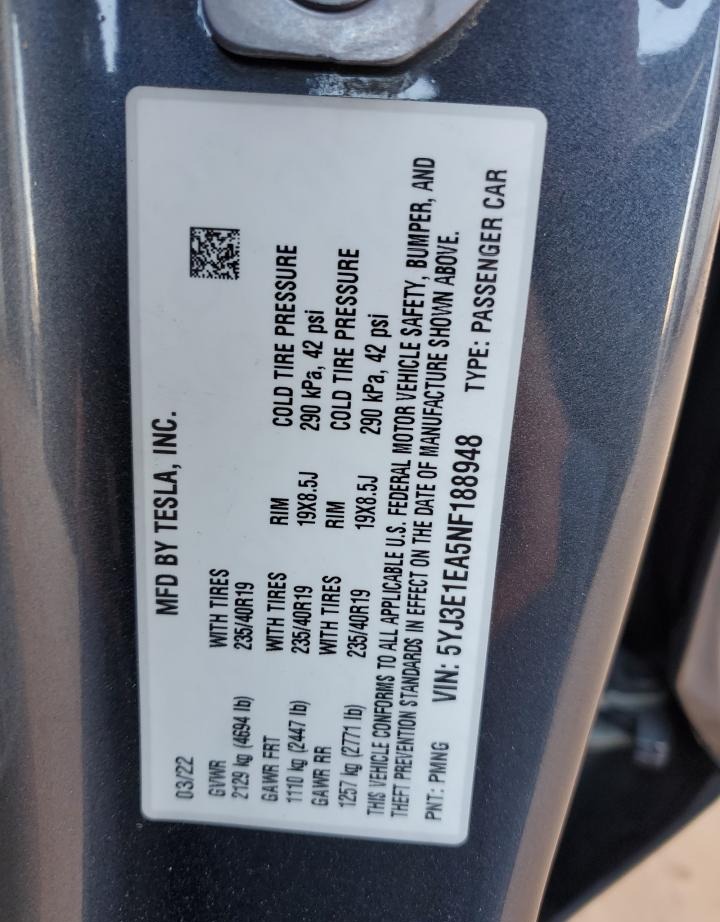 MFD BY TESLA, INC.
03/22
GVWR WITH TIRES
2129 kg (4694 lb) 235/40R19
GAWR FRT WITH TIRES RIM COLD TIRE PRESSURE
1110 kg (2447 lb) 235/40R19 19X8.5J 290 kPa, 42 psi
GAWR RR WITH TIRES RIM COLD TIRE PRESSURE
1257 kg (2771 lb) 235/40R19 19X8.5J 290 kPa, 42 psi
THIS VEHICLE CONFORMS TO ALL APPLICABLE U.S. FEDERAL MOTOR VEHICLE SAFETY, BUMPER, AND
THEFT PREVENTION STANDARDS IN EFFECT ON THE DATE OF MANUFACTURE SHOWN ABOVE.
PNT: PMNG VIN: 5YJ3E1EA5NF188948 TYPE: PASSENGER CAR